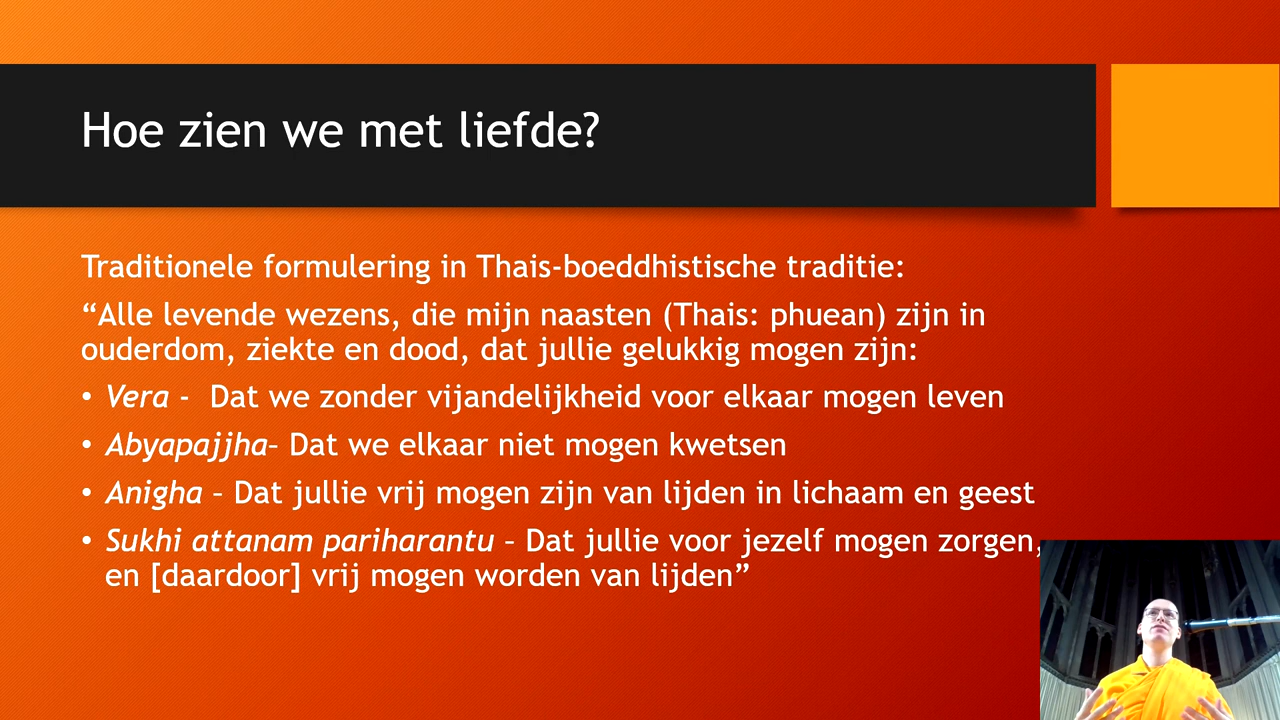 Hoe zien we met liefde?
Traditionele formulering in Thais-boeddhistische traditie:
“Alle levende wezens, die mijn naasten (Thais: phuean) zijn in
ouderdom, ziekte en dood, dat jullie gelukkig mogen zijn:
• Vera -  Dat we zonder vijandelijkheid voor elkaar mogen leven
• Abyapajjha– Dat we elkaar niet mogen kwetsen
• Anigha – Dat jullie vrij mogen zijn van lijden in lichaam en geest
• Sukhi attanam pariharantu – Dat jullie voor jezelf mogen zorgen,
en [daardoor] vrij mogen worden van lijden”